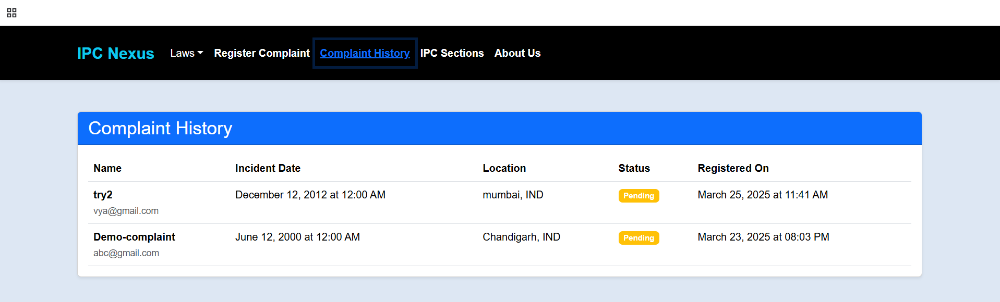 IPC Nexus Laws Register Complaint Complaint History IPC Sections About Us
Complaint History
Name Incident Date Location Status Registered On
try2 December 12, 2012 at 12:00 AM mumbai, IND Pending March 25, 2025 at 11:41 AM
vya@gmail.com
Demo-complaint June 12, 2000 at 12:00 AM Chandigarh, IND Pending March 23, 2025 at 08:03 PM
abc@gmail.com